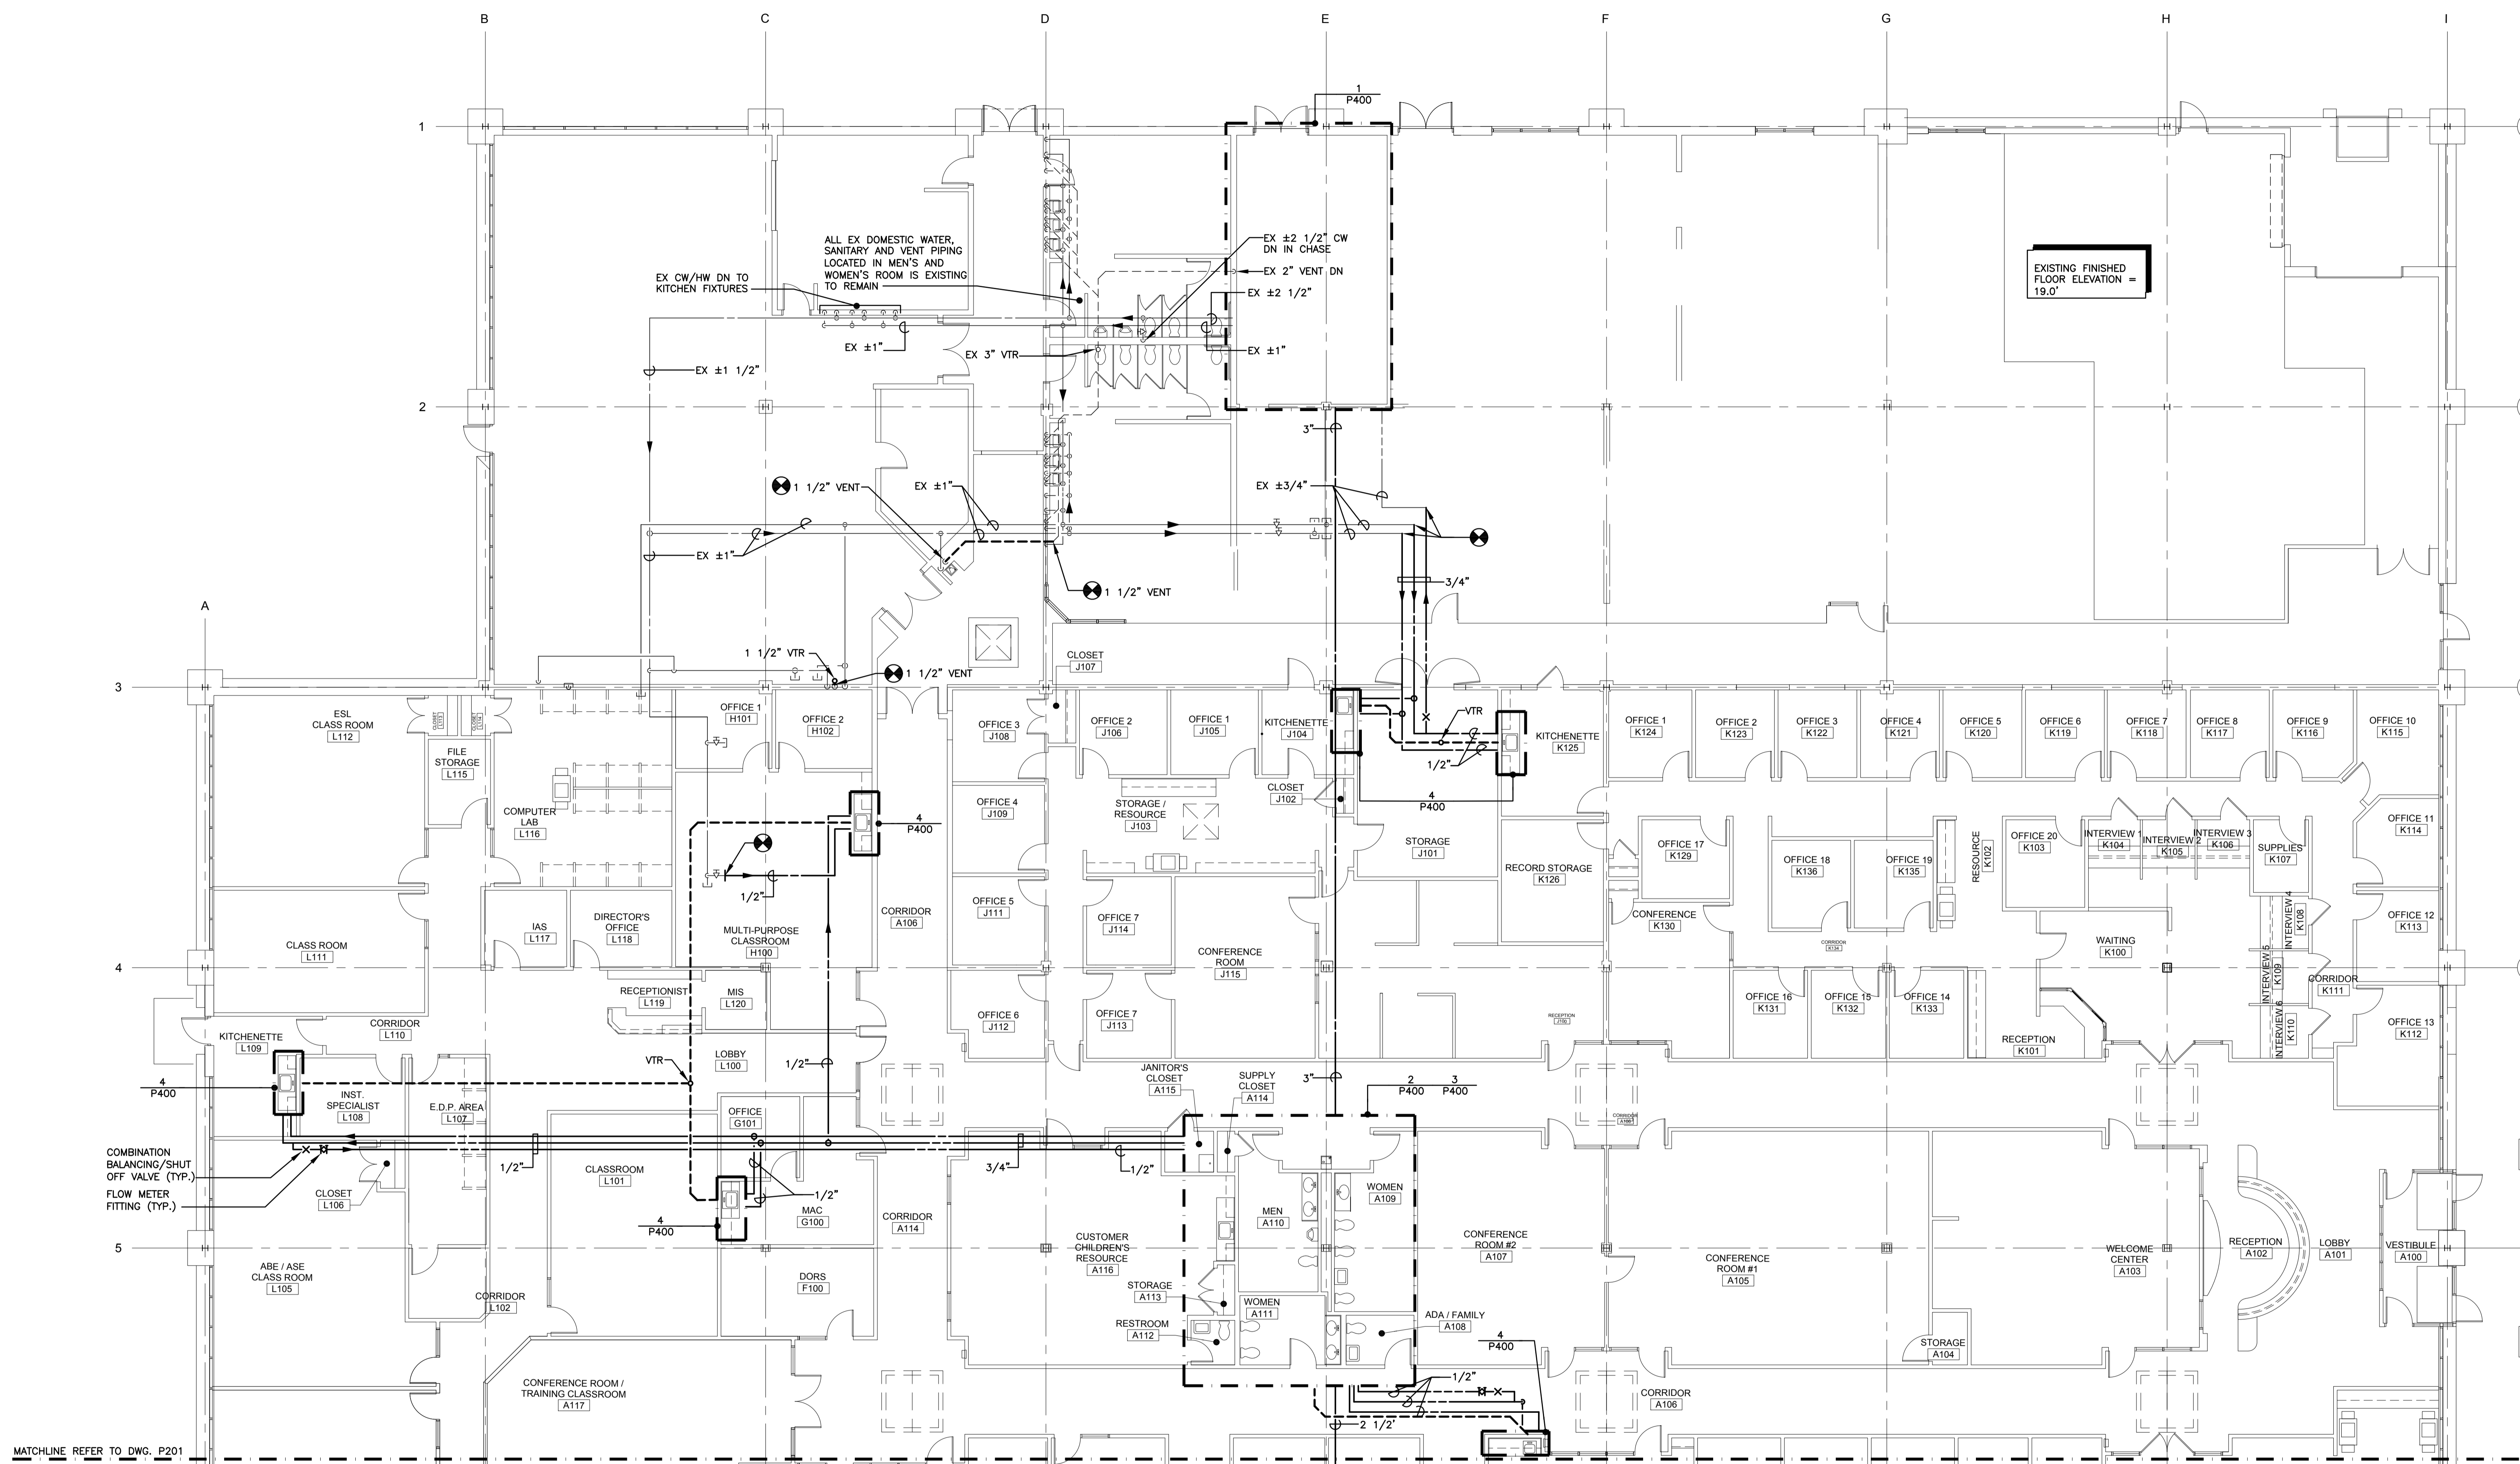 B
C
D
E
F
G
H
I
1
P400
1
ALL EX DOMESTIC WATER,
SANITARY AND VENT PIPING
LOCATED IN MEN'S AND
WOMEN'S ROOM IS EXISTING
TO REMAIN
EX CW/HW DN TO
KITCHEN FIXTURES
EX ±2 1/2" CW
DN IN CHASE
EX 2" VENT DN
EX ±2 1/2"
EX ±1"
EX 3" VTR
EX ±1"
EX ±1 1/2"
EXISTING FINISHED
FLOOR ELEVATION =
19.0'
2
3"
1 1/2" VENT
EX ±1"
EX ±3/4"
EX ±1"
3/4"
1 1/2" VENT
A
1 1/2" VTR
1 1/2" VENT
CLOSET
J107
3
ESL
CLASS ROOM
L112
CLOSET
L113
CLOSET
L114
FILE
STORAGE
L115
COMPUTER
LAB
L116
OFFICE 1
H101
OFFICE 2
H102
OFFICE 3
J108
OFFICE 2
J106
OFFICE 1
J105
KITCHENETTE
J104
VTR
KITCHENETTE
K125
1/2"
OFFICE 1
K124
OFFICE 2
K123
OFFICE 3
K122
OFFICE 4
K121
OFFICE 5
K120
OFFICE 6
K119
OFFICE 7
K118
OFFICE 8
K117
OFFICE 9
K116
OFFICE 10
K115
4
P400
OFFICE 4
J109
STORAGE /
RESOURCE
J103
CLOSET
J102
4
P400
STORAGE
J101
RECORD STORAGE
K126
OFFICE 17
K129
OFFICE 18
K136
OFFICE 19
K135
RESOURCE
K102
OFFICE 20
K103
INTERVIEW 1
K104
INTERVIEW 2
K105
INTERVIEW 3
K106
SUPPLIES
K107
OFFICE 11
K114
1/2"
IAS
L117
DIRECTOR'S
OFFICE
L118
MULTI-PURPOSE
CLASSROOM
H100
CORRIDOR
A106
OFFICE 5
J111
OFFICE 7
J114
CONFERENCE
ROOM
J115
CONFERENCE
K130
CORRIDOR
K134
WAITING
K100
INTERVIEW 4
K108
INTERVIEW 5
K109
INTERVIEW 6
K110
OFFICE 12
K113
CORRIDOR
K111
CLASS ROOM
L111
4
RECEPTIONIST
L119
MIS
L120
OFFICE 6
J112
OFFICE 7
J113
RECEPTION
J100
OFFICE 16
K131
OFFICE 15
K132
OFFICE 14
K133
RECEPTION
K101
OFFICE 13
K112
KITCHENETTE
L109
CORRIDOR
L110
VTR
LOBBY
L100
1/2"
JANITOR'S
CLOSET
A115
SUPPLY
CLOSET
A114
3"
2
P400
3
P400
4
P400
INST.
SPECIALIST
L108
E.D.P. AREA
L107
OFFICE
G101
CORRIDOR
COMBINATION
BALANCING/SHUT
OFF VALVE (TYP.)
FLOW METER
FITTING (TYP.)
1/2"
3/4"
1/2"
CLOSET
L106
CLASSROOM
L101
1/2"
MAC
G100
4
P400
CORRIDOR
A114
CUSTOMER
CHILDREN'S
RESOURCE
A116
MEN
A110
WOMEN
A109
CONFERENCE
ROOM #2
A107
CONFERENCE
ROOM #1
A105
WELCOME
CENTER
A103
RECEPTION
A102
LOBBY
A101
VESTIBULE
A100
5
ABE / ASE
CLASS ROOM
L105
CORRIDOR
L102
DORS
F100
STORAGE
A113
WOMEN
A111
RESTROOM
A112
ADA / FAMILY
A108
4
P400
STORAGE
A104
CONFERENCE ROOM /
TRAINING CLASSROOM
A117
1/2"
CORRIDOR
A106
2 1/2'
MATCHLINE REFER TO DWG. P201